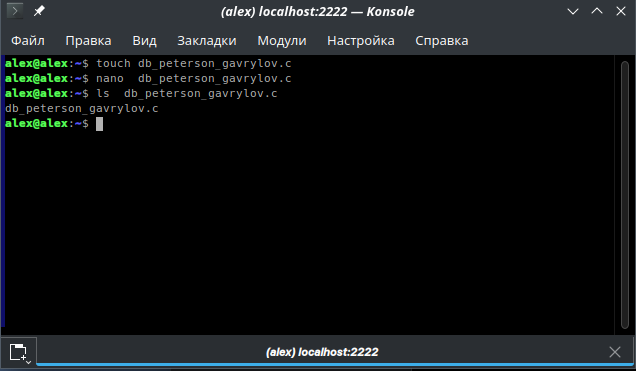 (alex) localhost:2222 — Konsole
Файл Правка Вид Закладки Модули Настройка Справка
alex@alex:~$ touch db_peterson_gavrylov.c
alex@alex:~$ nano  db_peterson_gavrylov.c
alex@alex:~$ ls  db_peterson_gavrylov.c
db_peterson_gavrylov.c
alex@alex:~$
(alex) localhost:2222